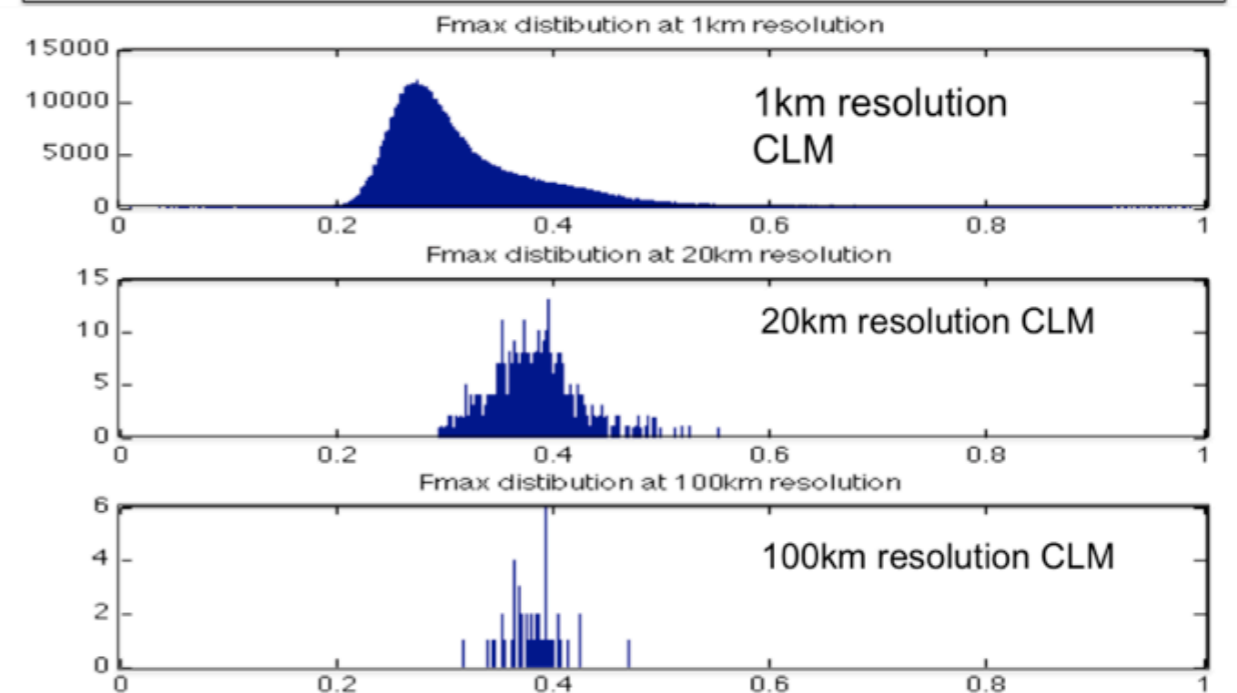 Fmax distibution at 1km resolution
15000
10000
5000
0
1km resolution
CLM
0 0.2 0.4 0.6 0.8 1
Fmax distibution at 20km resolution
15
10
5
0
20km resolution CLM
0 0.2 0.4 0.6 0.8 1
Fmax distibution at 100km resolution
6
4
2
0
100km resolution CLM
0 0.2 0.4 0.6 0.8 1